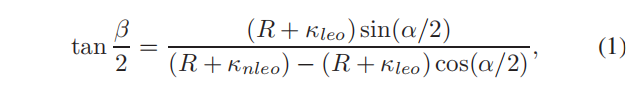 tan β/2 = (R + κ_leo) sin(α/2) / (R + κ_nleo) − (R + κ_leo) cos(α/2), (1)